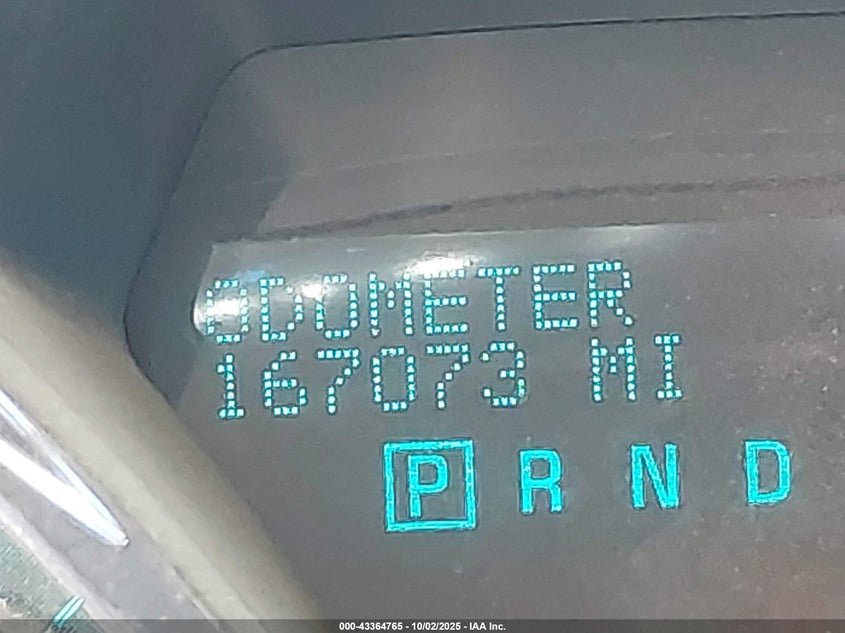 ODOMETER
167073 MI
P R N D
000-43364765 - 10/02/2025 - IAA Inc.